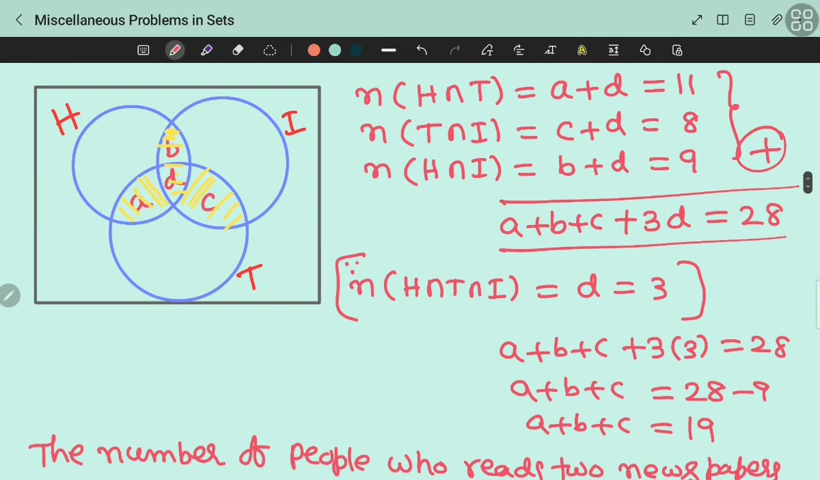 Miscellaneous Problems in Sets
H
I
b
d
a
c
T
n(H∩T) = a+d = 11
n(T∩I) = c+d = 8
n(H∩I) = b+d = 9
+
a+b+c+3d = 28
[∵ n(H∩T∩I) = d = 3]
a+b+c+3(3) = 28
a+b+c = 28-9
a+b+c = 19
The number of people who reads two newspapers